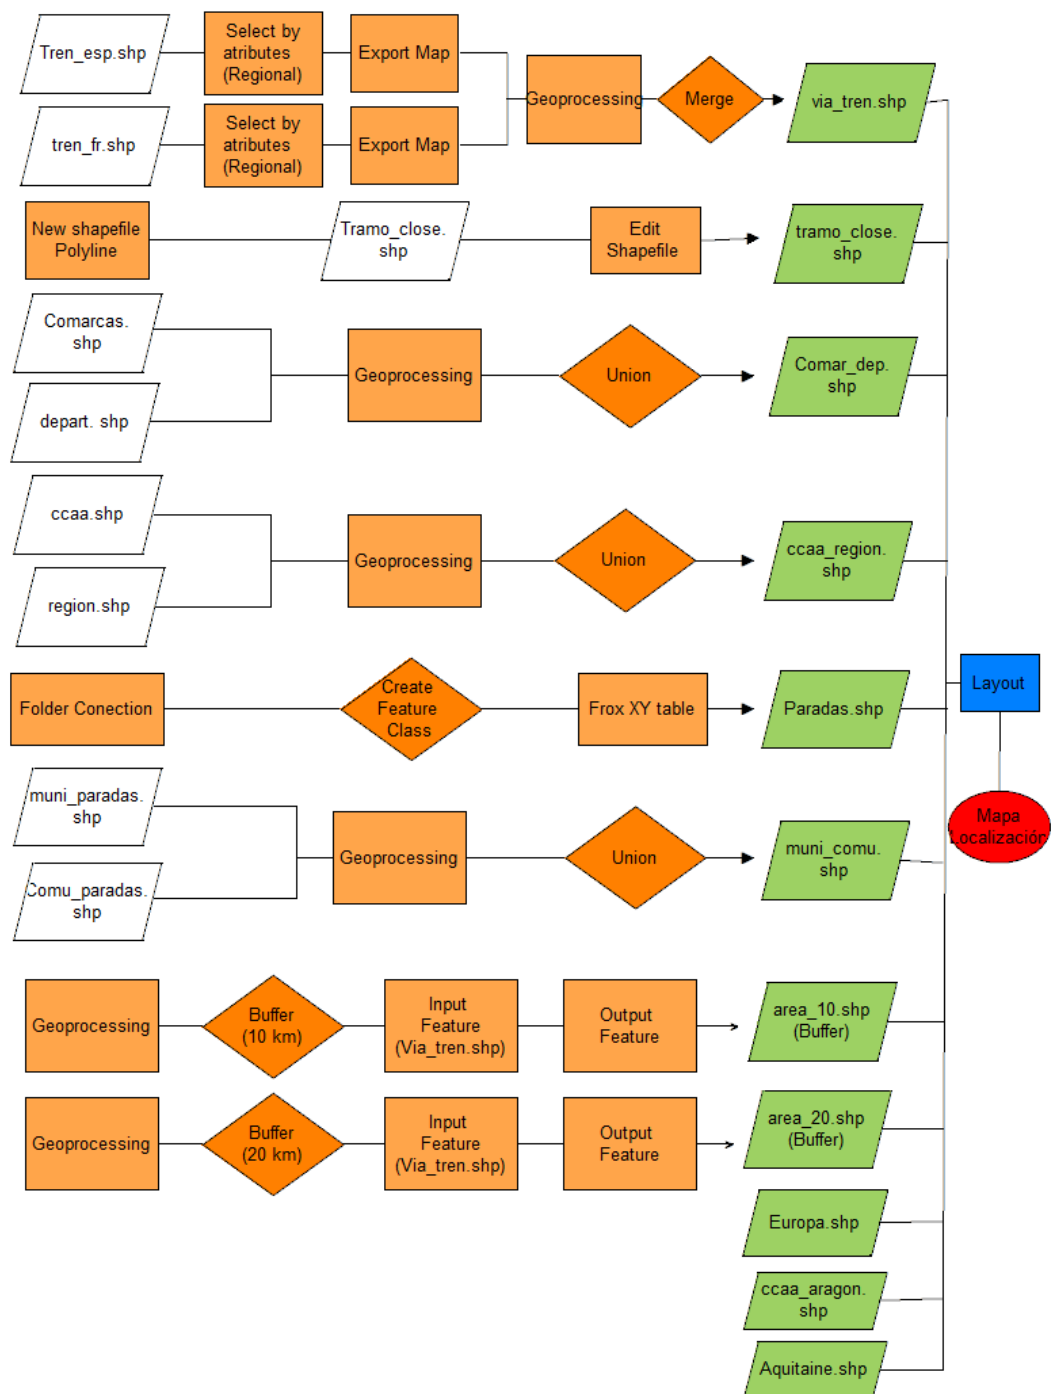 Tren_esp.shp
Select by
atributes
(Regional)
Export Map
tren_fr.shp
Select by
atributes
(Regional)
Export Map
Geoprocessing
Merge
via_tren.shp
New shapefile
Polyline
Tramo_close.
shp
Edit
Shapefile
tramo_close.
shp
Comarcas.
shp
depart. shp
Geoprocessing
Union
Comar_dep.
shp
ccaa.shp
region.shp
Geoprocessing
Union
ccaa_region.
shp
Folder Conection
Create
Feature
Class
Frox XY table
Paradas.shp
Layout
Mapa
Localización
muni_paradas.
shp
Comu_paradas.
shp
Geoprocessing
Union
muni_comu.
shp
Geoprocessing
Buffer
(10 km)
Input
Feature
(Via_tren.shp)
Output
Feature
area_10.shp
(Buffer)
Geoprocessing
Buffer
(20 km)
Input
Feature
(Via_tren.shp)
Output
Feature
area_20.shp
(Buffer)
Europa.shp
ccaa_aragon.
shp
Aquitaine.shp